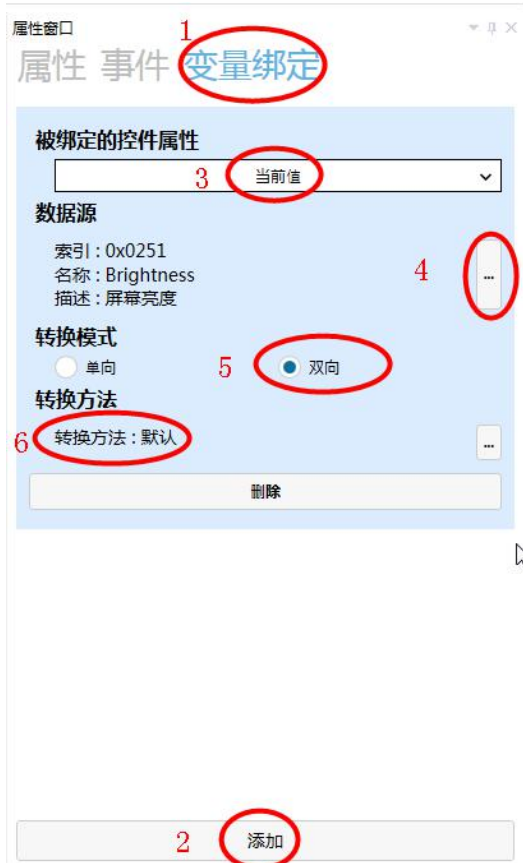 属性窗口
1
属性 事件 变量绑定
被绑定的控件属性
3 当前值
数据源
索引：0x0251
名称：Brightness
描述：屏幕亮度
4 ...
转换模式
单向 5 双向
转换方法
6 转换方法：默认 ...
删除
2 添加